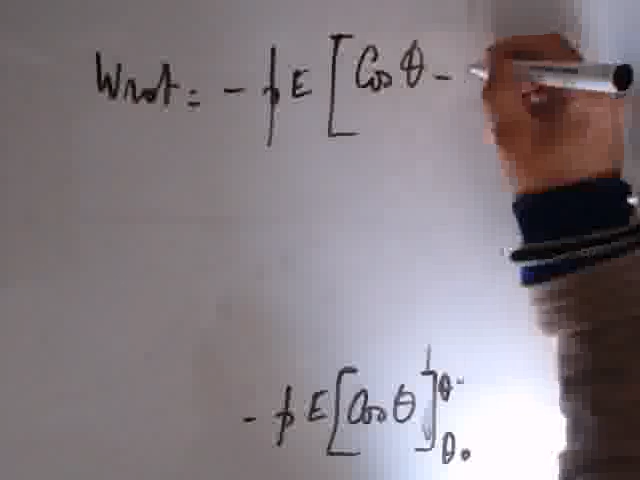 Wrot = - pE [Cos θ -
- pE [Cos θ]θ θ₀